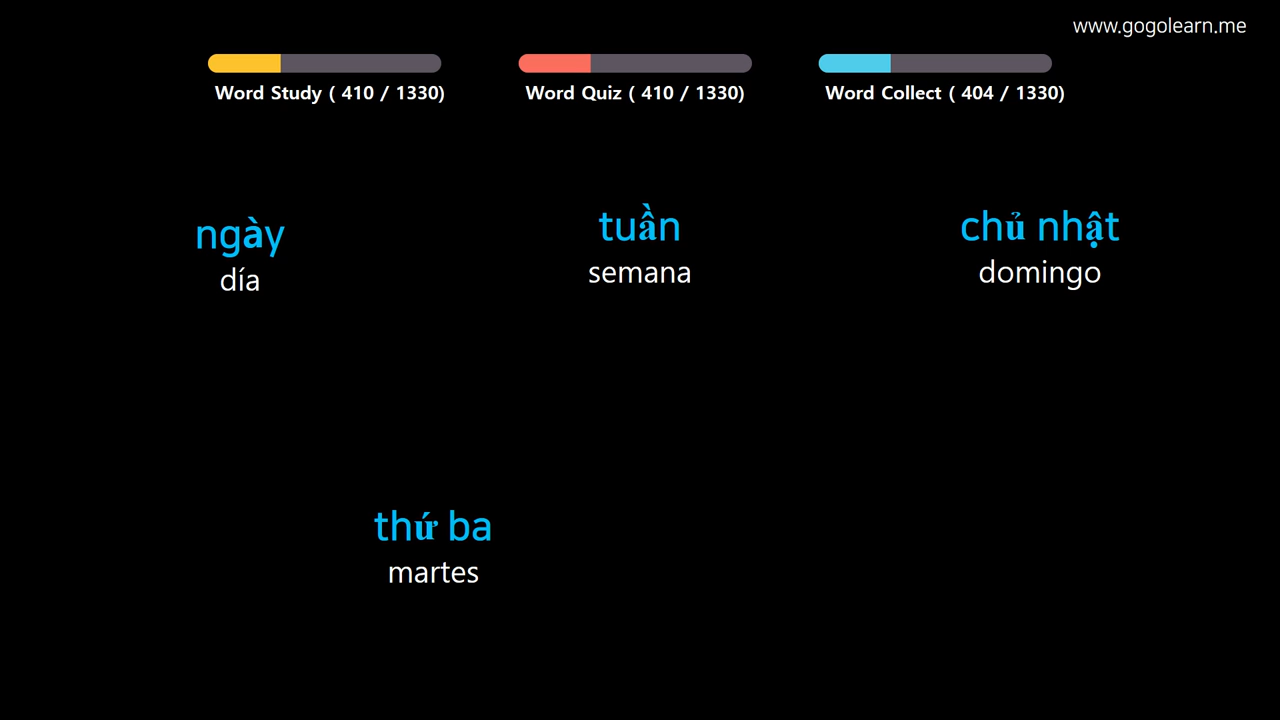 www.gogolearn.me
Word Study ( 410 / 1330)
Word Quiz ( 410 / 1330)
Word Collect ( 404 / 1330)
ngày
día
tuần
semana
chủ nhật
domingo
thứ ba
martes